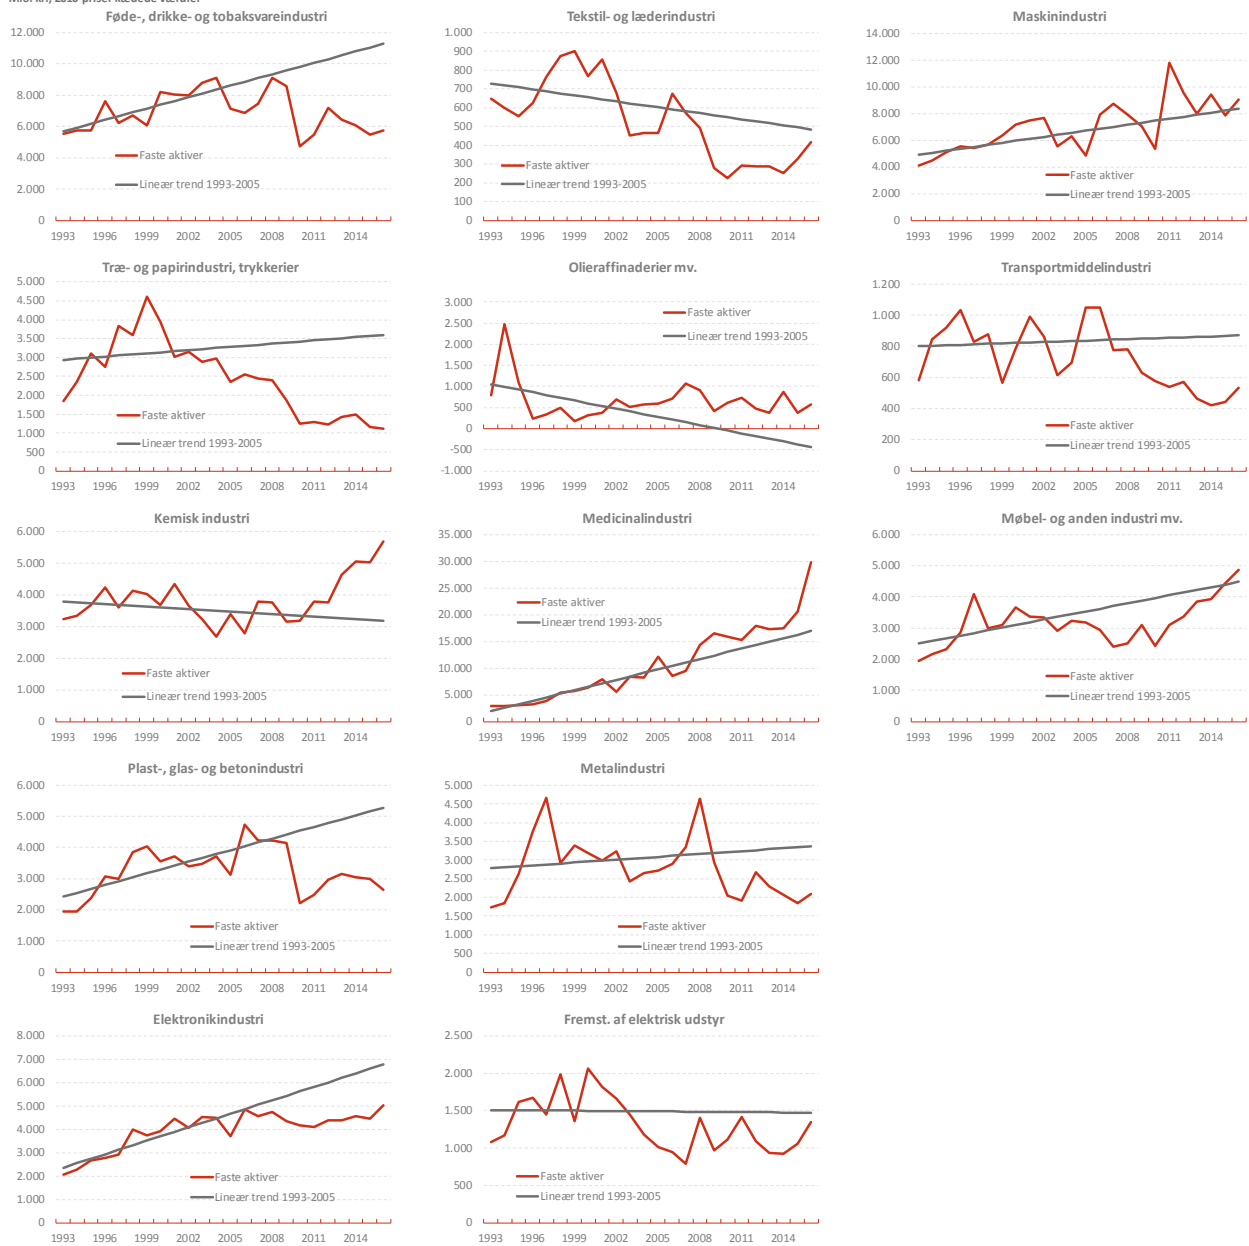 Mio. kr., 2010-priser kædede værdier
Føde-, drikke- og tobaksvareindustri
12.000
10.000
8.000
6.000
4.000
2.000
0
Faste aktiver
Lineær trend 1993-2005
1993 1996 1999 2002 2005 2008 2011 2014
Tekstil- og læderindustri
1.000
900
800
700
600
500
400
300
200
100
0
Faste aktiver
Lineær trend 1993-2005
1993 1996 1999 2002 2005 2008 2011 2014
Maskinindustri
14.000
12.000
10.000
8.000
6.000
4.000
2.000
0
Faste aktiver
Lineær trend 1993-2005
1993 1996 1999 2002 2005 2008 2011 2014
Træ- og papirindustri, trykkerier
5.000
4.500
4.000
3.500
3.000
2.500
2.000
1.500
1.000
500
0
Faste aktiver
Lineær trend 1993-2005
1993 1996 1999 2002 2005 2008 2011 2014
Olieraffinaderier mv.
3.000
2.500
2.000
1.500
1.000
500
0
-500
-1.000
Faste aktiver
Lineær trend 1993-2005
1993 1996 1999 2002 2005 2008 2011 2014
Transportmiddelindustri
1.200
1.000
800
600
400
200
0
Faste aktiver
Lineær trend 1993-2005
1993 1996 1999 2002 2005 2008 2011 2014
Kemisk industri
6.000
5.000
4.000
3.000
2.000
1.000
0
Faste aktiver
Lineær trend 1993-2005
1993 1996 1999 2002 2005 2008 2011 2014
Medicinalindustri
35.000
30.000
25.000
20.000
15.000
10.000
5.000
0
Faste aktiver
Lineær trend 1993-2005
1993 1996 1999 2002 2005 2008 2011 2014
Møbel- og anden industri mv.
6.000
5.000
4.000
3.000
2.000
1.000
0
Faste aktiver
Lineær trend 1993-2005
1993 1996 1999 2002 2005 2008 2011 2014
Plast-, glas- og betonindustri
6.000
5.000
4.000
3.000
2.000
1.000
0
Faste aktiver
Lineær trend 1993-2005
1993 1996 1999 2002 2005 2008 2011 2014
Metalindustri
5.000
4.500
4.000
3.500
3.000
2.500
2.000
1.500
1.000
500
0
Faste aktiver
Lineær trend 1993-2005
1993 1996 1999 2002 2005 2008 2011 2014
Elektronikindustri
8.000
7.000
6.000
5.000
4.000
3.000
2.000
1.000
0
Faste aktiver
Lineær trend 1993-2005
1993 1996 1999 2002 2005 2008 2011 2014
Fremst. af elektrisk udstyr
2.500
2.000
1.500
1.000
500
0
Faste aktiver
Lineær trend 1993-2005
1993 1996 1999 2002 2005 2008 2011 2014